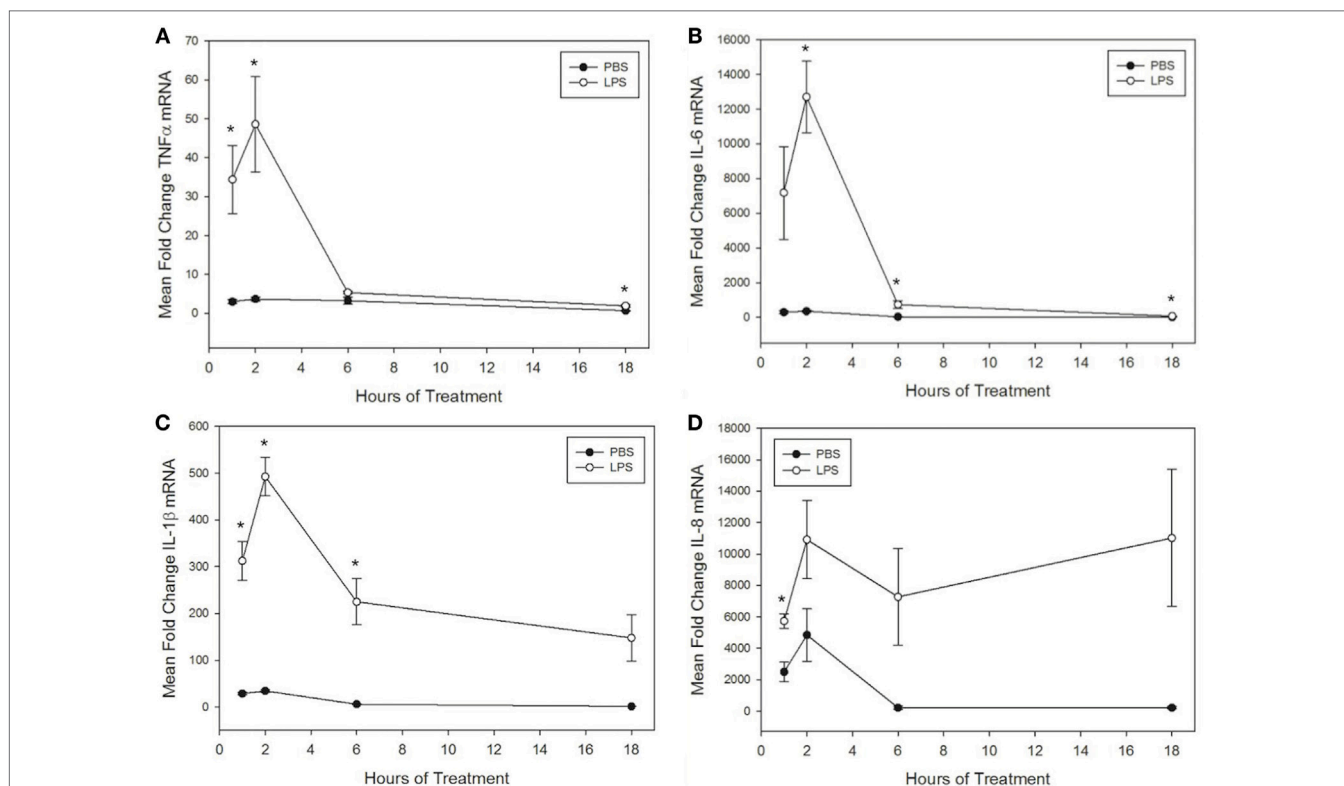 A
Mean Fold Change TNFα mRNA
70
60
50
40
30
20
10
0
* * *
PBS
LPS
0 2 4 6 8 10 12 14 16 18
Hours of Treatment
B
Mean Fold Change IL-6 mRNA
16000
14000
12000
10000
8000
6000
4000
2000
0
* * *
PBS
LPS
0 2 4 6 8 10 12 14 16 18
Hours of Treatment
C
Mean Fold Change IL-1β mRNA
600
500
400
300
200
100
0
* * *
PBS
LPS
0 2 4 6 8 10 12 14 16 18
Hours of Treatment
D
Mean Fold Change IL-8 mRNA
18000
16000
14000
12000
10000
8000
6000
4000
2000
0
*
PBS
LPS
0 2 4 6 8 10 12 14 16 18
Hours of Treatment